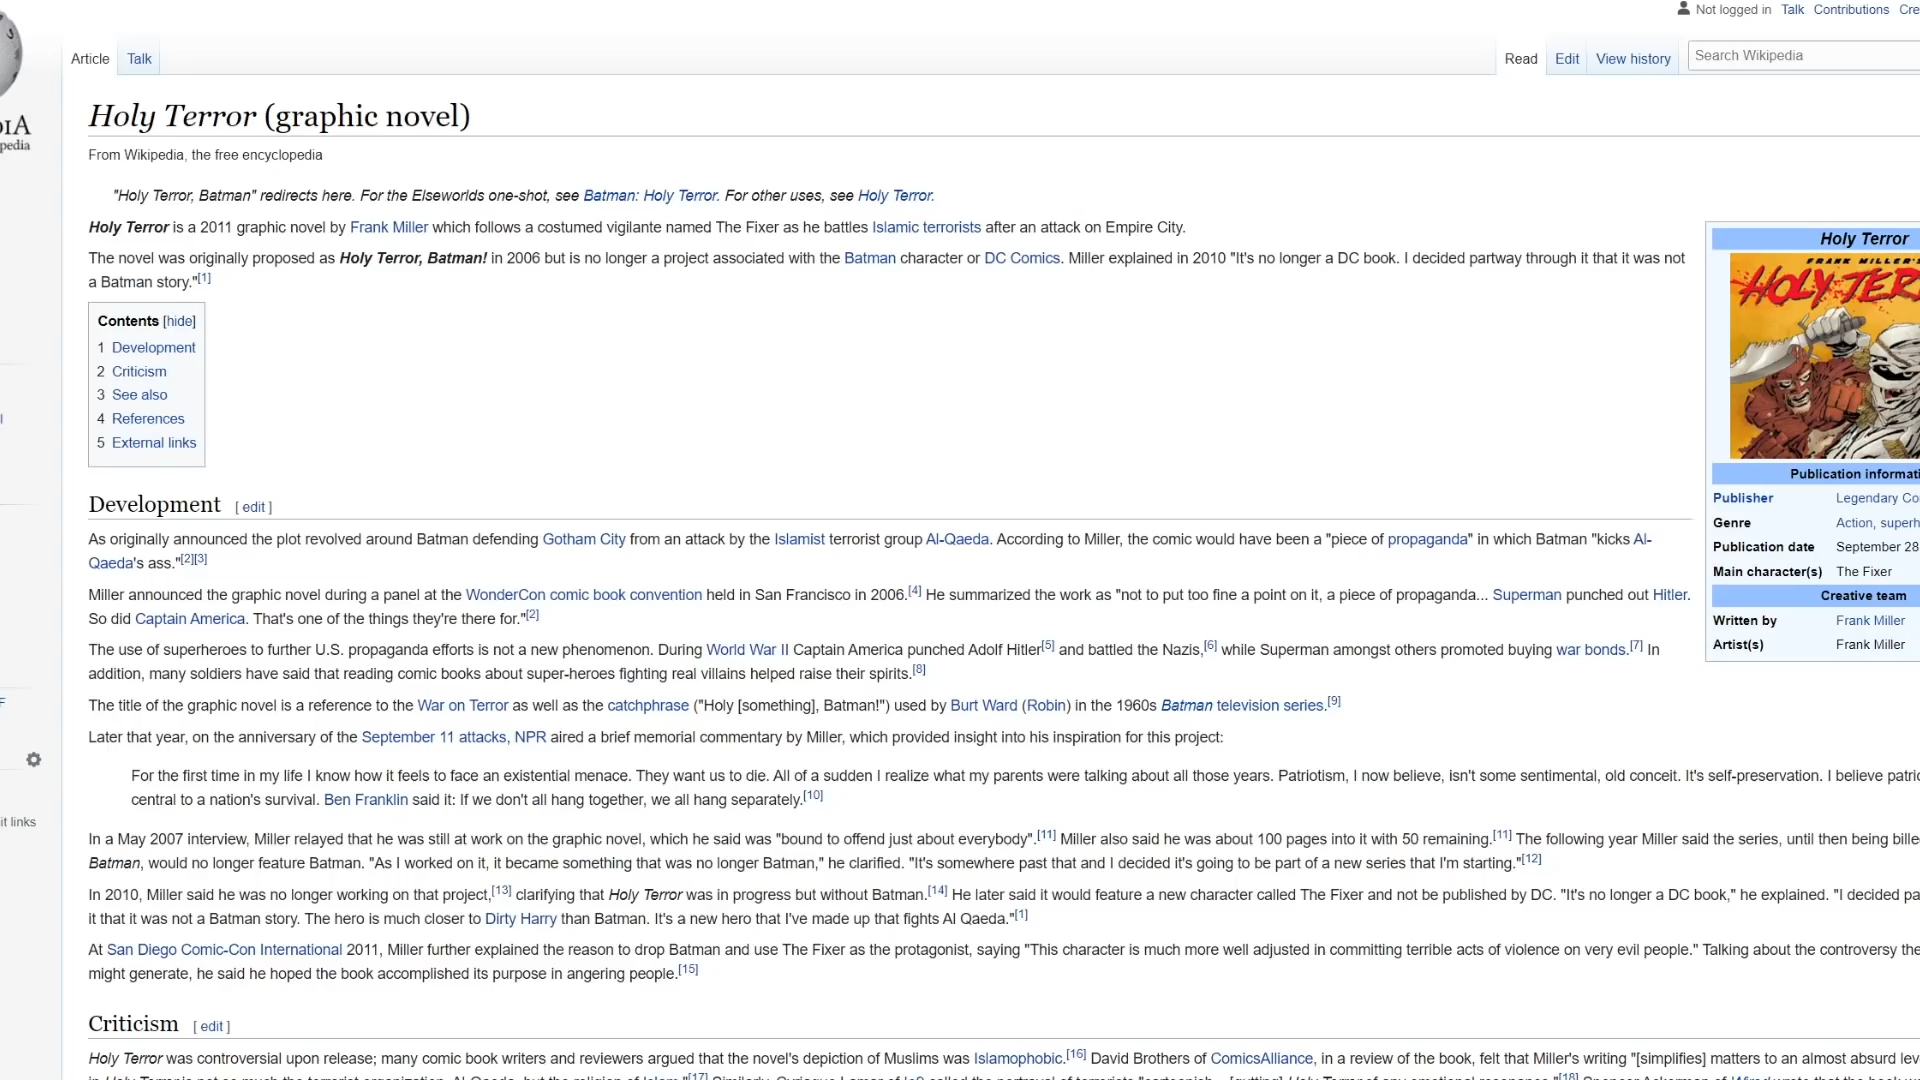 Not logged in Talk Contributions Cre
Article Talk Read Edit View history Search Wikipedia
PEDIA
pedia
Holy Terror (graphic novel)
From Wikipedia, the free encyclopedia
"Holy Terror, Batman" redirects here. For the Elseworlds one-shot, see Batman: Holy Terror. For other uses, see Holy Terror.
Holy Terror is a 2011 graphic novel by Frank Miller which follows a costumed vigilante named The Fixer as he battles Islamic terrorists after an attack on Empire City.
The novel was originally proposed as Holy Terror, Batman! in 2006 but is no longer a project associated with the Batman character or DC Comics. Miller explained in 2010 "It's no longer a DC book. I decided partway through it that it was not
a Batman story."[1]
Contents [hide]
1 Development
2 Criticism
3 See also
4 References
5 External links
Holy Terror
FRANK MILLER'S
HOLY TER
Publication informati
Publisher Legendary Co
Genre Action, superh
Publication date September 28
Main character(s) The Fixer
Creative team
Written by Frank Miller
Artist(s) Frank Miller
Development [ edit ]
As originally announced the plot revolved around Batman defending Gotham City from an attack by the Islamist terrorist group Al-Qaeda. According to Miller, the comic would have been a "piece of propaganda" in which Batman "kicks Al-
Qaeda's ass."[2][3]
Miller announced the graphic novel during a panel at the WonderCon comic book convention held in San Francisco in 2006.[4] He summarized the work as "not to put too fine a point on it, a piece of propaganda... Superman punched out Hitler.
So did Captain America. That's one of the things they're there for."[2]
The use of superheroes to further U.S. propaganda efforts is not a new phenomenon. During World War II Captain America punched Adolf Hitler[5] and battled the Nazis,[6] while Superman amongst others promoted buying war bonds.[7] In
addition, many soldiers have said that reading comic books about super-heroes fighting real villains helped raise their spirits.[8]
The title of the graphic novel is a reference to the War on Terror as well as the catchphrase ("Holy [something], Batman!") used by Burt Ward (Robin) in the 1960s Batman television series.[9]
Later that year, on the anniversary of the September 11 attacks, NPR aired a brief memorial commentary by Miller, which provided insight into his inspiration for this project:
For the first time in my life I know how it feels to face an existential menace. They want us to die. All of a sudden I realize what my parents were talking about all those years. Patriotism, I now believe, isn't some sentimental, old conceit. It's self-preservation. I believe patrio
central to a nation's survival. Ben Franklin said it: If we don't all hang together, we all hang separately.[10]
it links
In a May 2007 interview, Miller relayed that he was still at work on the graphic novel, which he said was "bound to offend just about everybody".[11] Miller also said he was about 100 pages into it with 50 remaining.[11] The following year Miller said the series, until then being bille
Batman, would no longer feature Batman. "As I worked on it, it became something that was no longer Batman," he clarified. "It's somewhere past that and I decided it's going to be part of a new series that I'm starting."[12]
In 2010, Miller said he was no longer working on that project,[13] clarifying that Holy Terror was in progress but without Batman.[14] He later said it would feature a new character called The Fixer and not be published by DC. "It's no longer a DC book," he explained. "I decided pa
it that it was not a Batman story. The hero is much closer to Dirty Harry than Batman. It's a new hero that I've made up that fights Al Qaeda."[1]
At San Diego Comic-Con International 2011, Miller further explained the reason to drop Batman and use The Fixer as the protagonist, saying "This character is much more well adjusted in committing terrible acts of violence on very evil people." Talking about the controversy the
might generate, he said he hoped the book accomplished its purpose in angering people.[15]
Criticism [ edit ]
Holy Terror was controversial upon release; many comic book writers and reviewers argued that the novel's depiction of Muslims was Islamophobic.[16] David Brothers of ComicsAlliance, in a review of the book, felt that Miller's writing "[simplifies] matters to an almost absurd lev